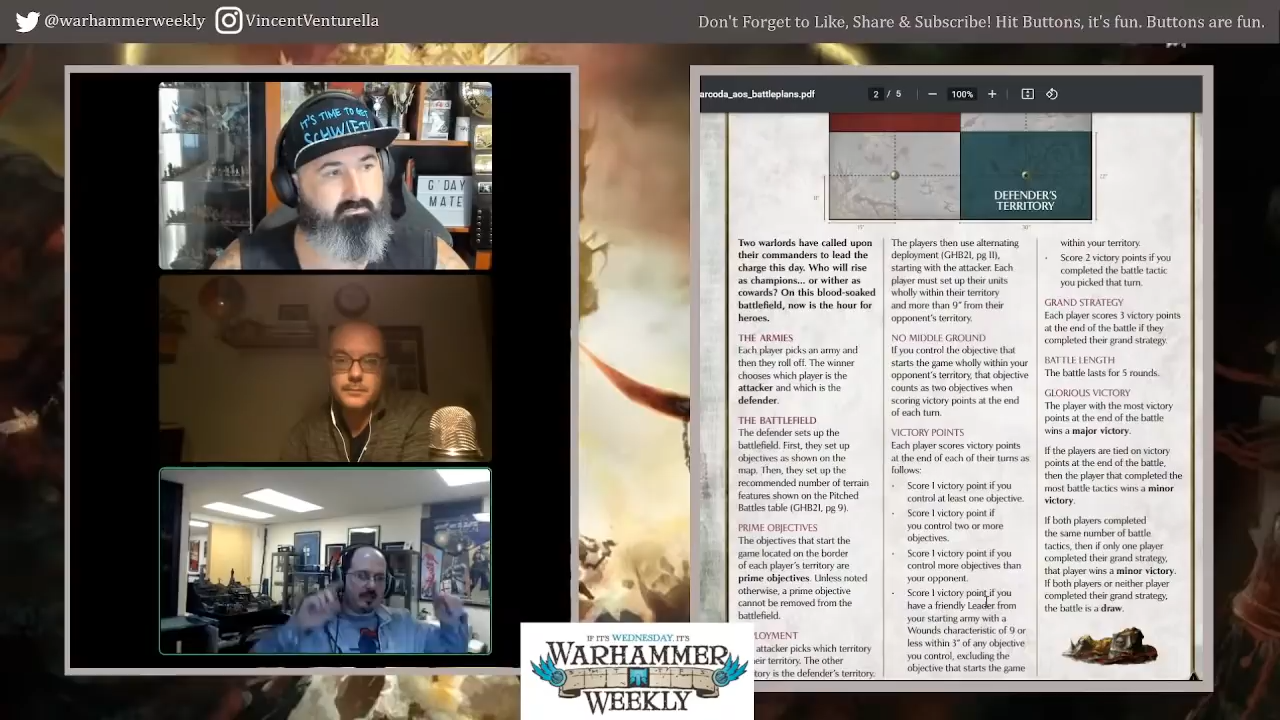 @warhammerweekly VincentVenturella
Don't Forget to Like, Share & Subscribe! Hit Buttons, it's fun. Buttons are fun.
IT'S TIME TO GET
SCHWIFTY
G'DAY
MATE
arcoda_aos_battleplans.pdf 2 / 5 100%
DEFENDER'S
TERRITORY
Two warlords have called upon
their commanders to lead the
charge this day. Who will rise
as champions... or wither as
cowards? On this blood-soaked
battlefield, now is the hour for
heroes.
THE ARMIES
Each player picks an army and
then they roll off. The winner
chooses which player is the
attacker and which is the
defender.
THE BATTLEFIELD
The defender sets up the
battlefield. First, they set up
objectives as shown on the
map. Then, they set up the
recommended number of terrain
features shown on the Pitched
Battles table (GHB21, pg 9).
PRIME OBJECTIVES
The objectives that start the
game located on the border
of each player's territory are
prime objectives. Unless noted
otherwise, a prime objective
cannot be removed from the
battlefield.
LOYMENT
attacker picks which territory
eir territory. The other
tory is the defender's territory.
The players then use alternating
deployment (GHB21, pg 11),
starting with the attacker. Each
player must set up their units
wholly within their territory
and more than 9" from their
opponent's territory.
NO MIDDLE GROUND
If you control the objective that
starts the game wholly within your
opponent's territory, that objective
counts as two objectives when
scoring victory points at the end
of each turn.
VICTORY POINTS
Each player scores victory points
at the end of each of their turns as
follows:
· Score 1 victory point if you
control at least one objective.
· Score 1 victory point if
you control two or more
objectives.
· Score 1 victory point if you
control more objectives than
your opponent.
· Score 1 victory point if you
have a friendly Leader from
your starting army with a
Wounds characteristic of 9 or
less within 3" of any objective
you control, excluding the
objective that starts the game
within your territory.
· Score 2 victory points if you
completed the battle tactic
you picked that turn.
GRAND STRATEGY
Each player scores 3 victory points
at the end of the battle if they
completed their grand strategy.
BATTLE LENGTH
The battle lasts for 5 rounds.
GLORIOUS VICTORY
The player with the most victory
points at the end of the battle
wins a major victory.
If the players are tied on victory
points at the end of the battle,
then the player that completed the
most battle tactics wins a minor
victory.
If both players completed
the same number of battle
tactics, then if only one player
completed their grand strategy,
that player wins a minor victory.
If both players or neither player
completed their grand strategy,
the battle is a draw.
IF IT'S WEDNESDAY, IT'S
WARHAMMER
WEEKLY